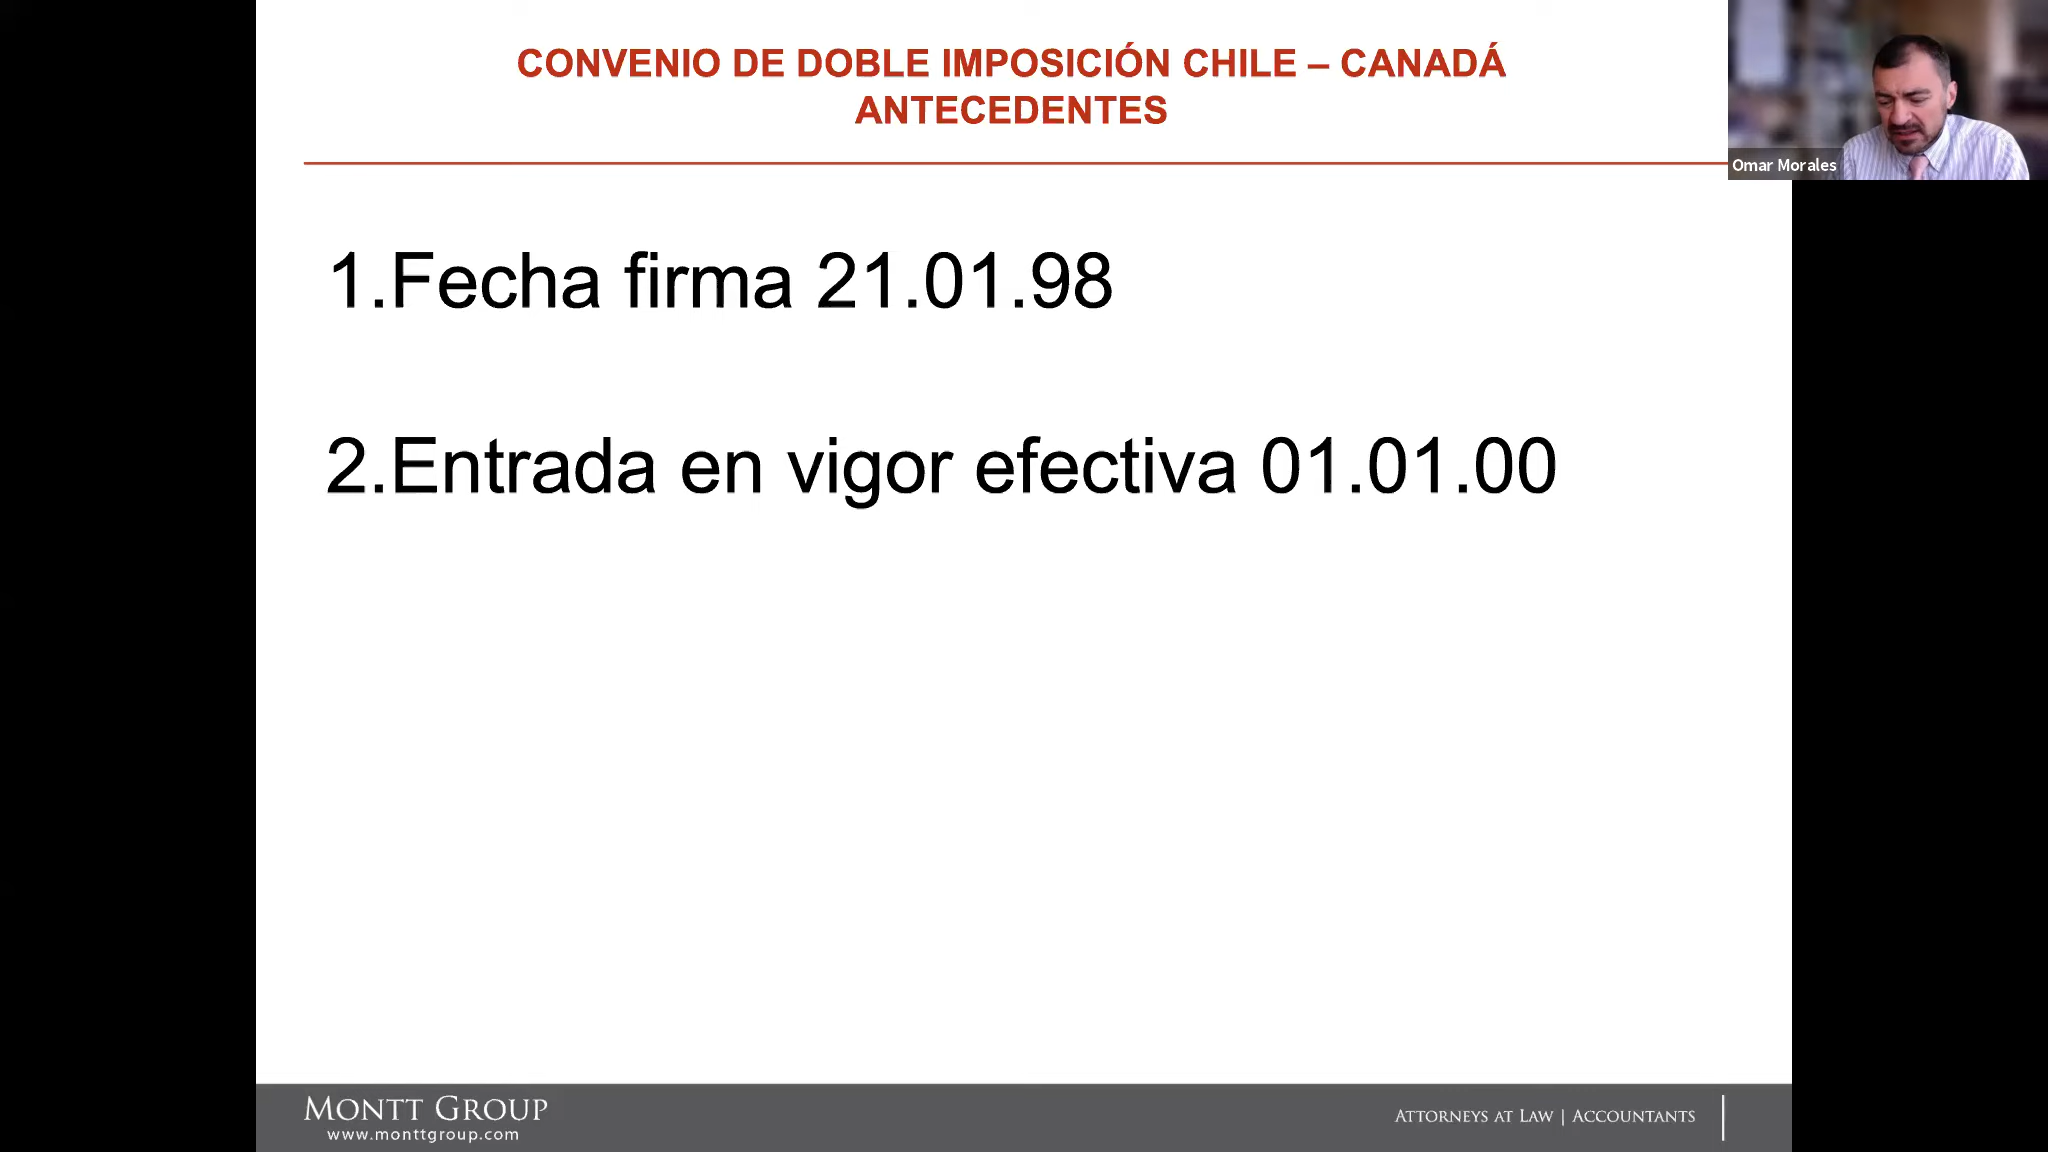 CONVENIO DE DOBLE IMPOSICIÓN CHILE – CANADÁ
ANTECEDENTES
Omar Morales
1.Fecha firma 21.01.98
2.Entrada en vigor efectiva 01.01.00
MONTT GROUP
www.monttgroup.com
ATTORNEYS AT LAW | ACCOUNTANTS